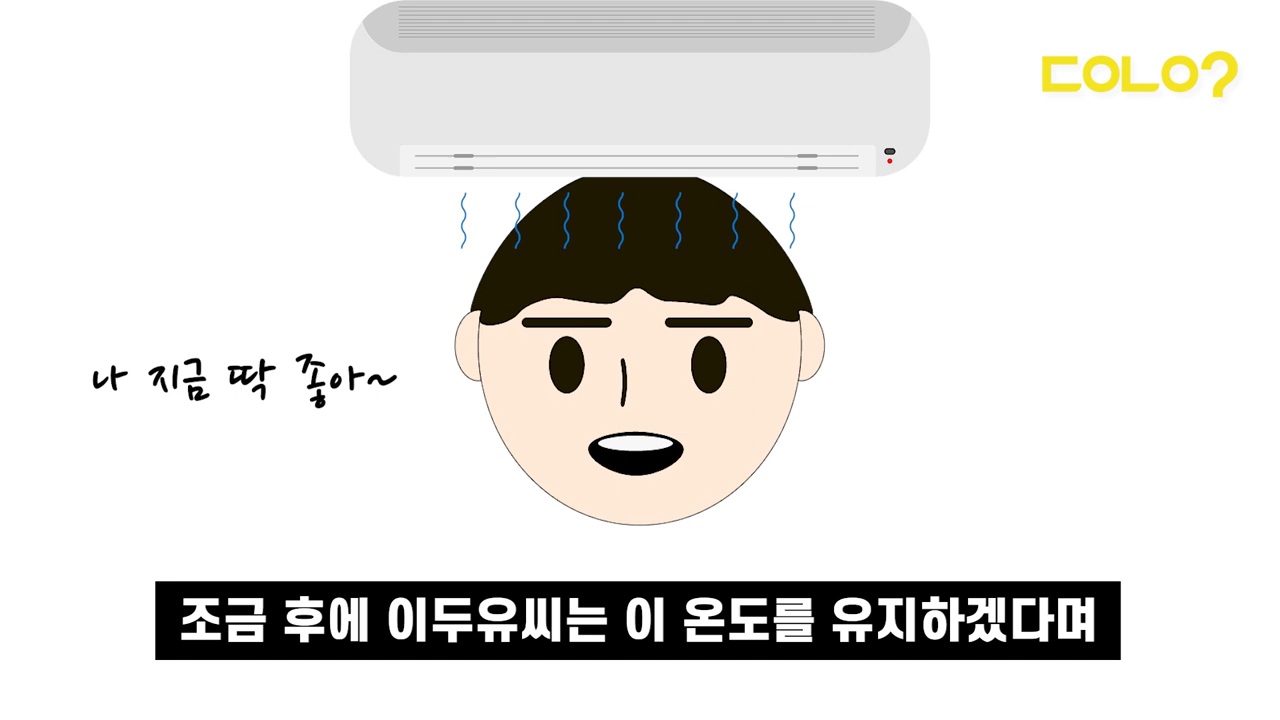 ㄷㅇㄴㅇ?
나 지금 딱 좋아~
조금 후에 이두유씨는 이 온도를 유지하겠다며